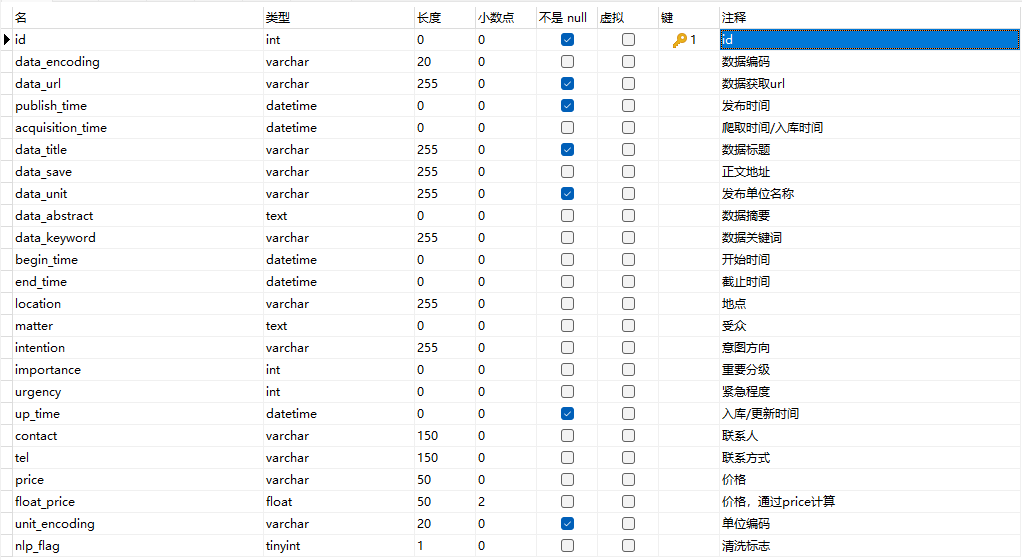 名 类型 长度 小数点 不是 null 虚拟 键 注释
id int 0 0 1 id
data_encoding varchar 20 0 数据编码
data_url varchar 255 0 数据获取url
publish_time datetime 0 0 发布时间
acquisition_time datetime 0 0 爬取时间/入库时间
data_title varchar 255 0 数据标题
data_save varchar 255 0 正文地址
data_unit varchar 255 0 发布单位名称
data_abstract text 0 0 数据摘要
data_keyword varchar 255 0 数据关键词
begin_time datetime 0 0 开始时间
end_time datetime 0 0 截止时间
location varchar 255 0 地点
matter text 0 0 受众
intention varchar 255 0 意图方向
importance int 0 0 重要分级
urgency int 0 0 紧急程度
up_time datetime 0 0 入库/更新时间
contact varchar 150 0 联系人
tel varchar 150 0 联系方式
price varchar 50 0 价格
float_price float 50 2 价格，通过price计算
unit_encoding varchar 20 0 单位编码
nlp_flag tinyint 1 0 清洗标志